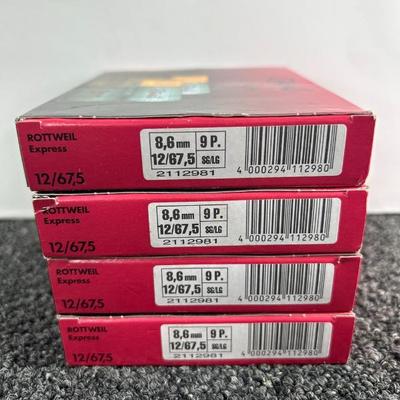 ROTTWEIL
Express
12/67,5
8,6 mm 9 P.
12/67,5 SG/LG
2112981
4 000294 112980
ROTTWEIL
Express
12/67,5
8,6 mm 9 P.
12/67,5 SG/LG
2112981
4 000294 112980
ROTTWEIL
Express
12/67,5
8,6 mm 9 P.
12/67,5 SG/LG
2112981
4 000294 112980
ROTTWEIL
Express
12/67,5
8,6 mm 9 P.
12/67,5 SG/LG
2112981
4 000294 112980